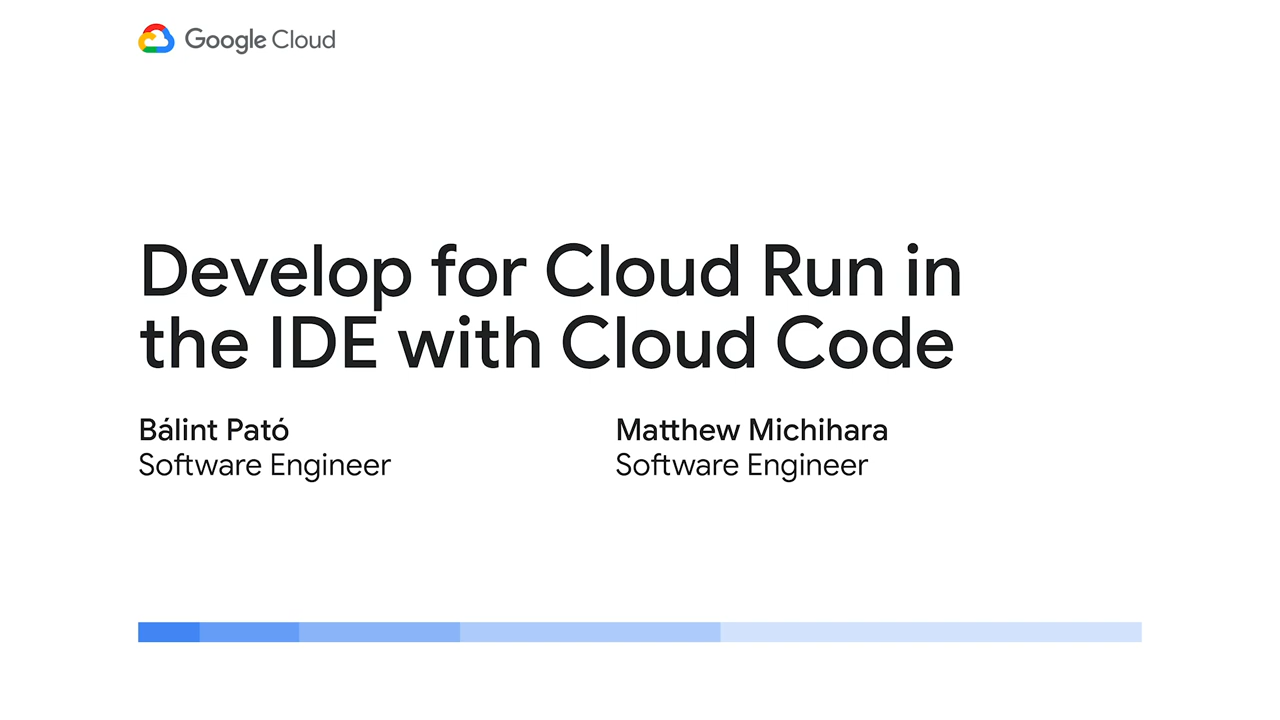 Google Cloud
Develop for Cloud Run in
the IDE with Cloud Code
Bálint Pató
Software Engineer
Matthew Michihara
Software Engineer